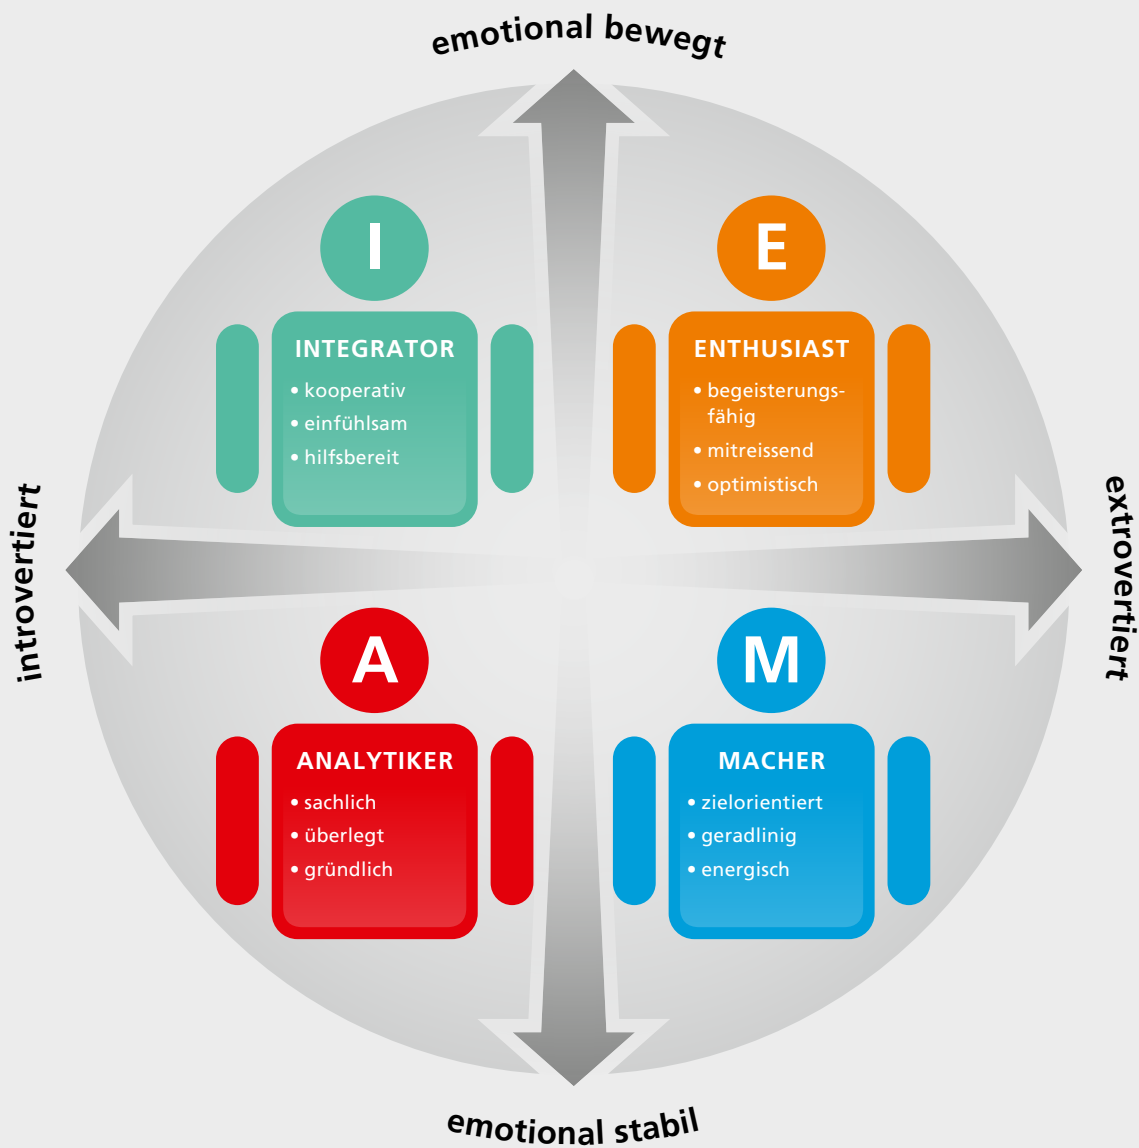 emotional bewegt
I
INTEGRATOR
• kooperativ
• einfühlsam
• hilfsbereit
E
ENTHUSIAST
• begeisterungs-
fähig
• mitreissend
• optimistisch
introvertiert
extrovertiert
A
ANALYTIKER
• sachlich
• überlegt
• gründlich
M
MACHER
• zielorientiert
• geradlinig
• energisch
emotional stabil